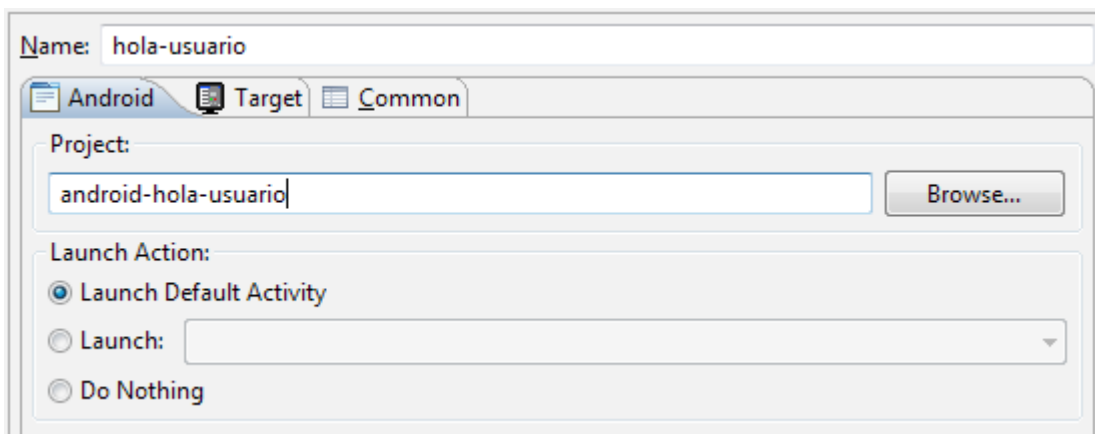 Name: hola-usuario
Android Target Common
Project:
android-hola-usuario Browse...
Launch Action:
Launch Default Activity
Launch:
Do Nothing